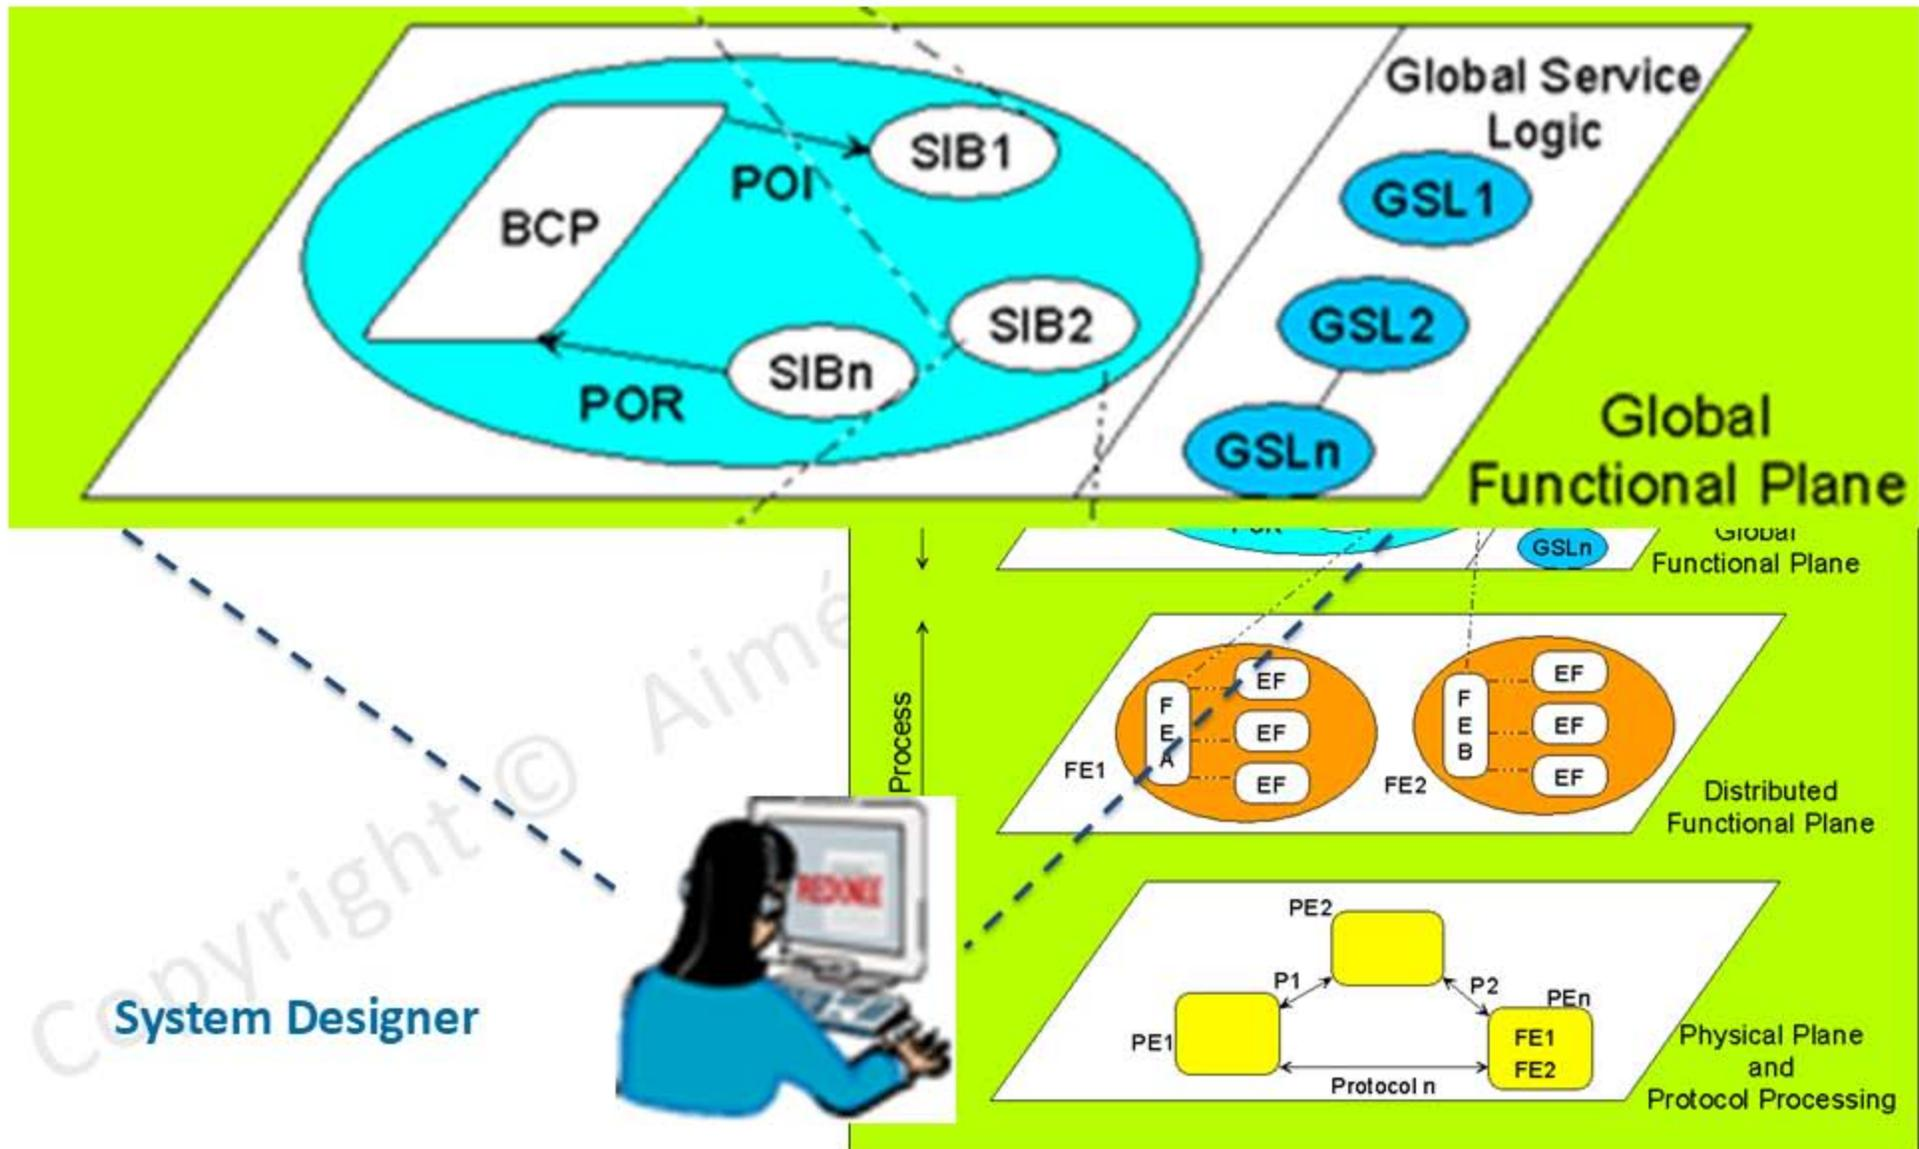 Global Service
Logic
SIB1
POI
GSL1
BCP
GSL2
SIB2
SIBn
POR
GSLn
Global
Functional Plane
POR
Global
GSLn
Functional Plane
Copyright © Aimé
Process
FE1
F
E
A
EF
EF
EF
FE2
F
E
B
EF
EF
EF
Distributed
Functional Plane
System Designer
PE2
P1
P2
PE1
PEn
FE1
FE2
Protocol n
Physical Plane
and
Protocol Processing